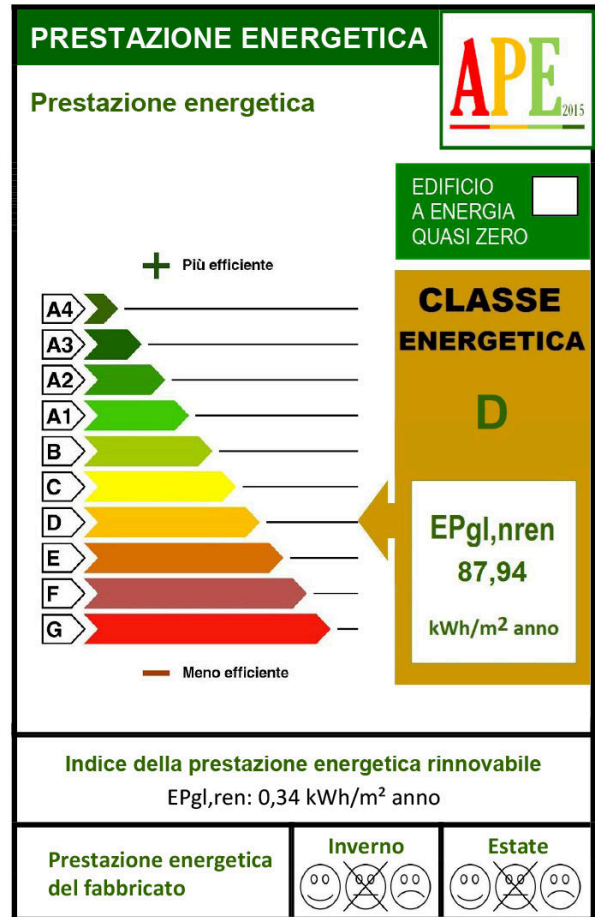 PRESTAZIONE ENERGETICA
APE 2015
Prestazione energetica
EDIFICIO
A ENERGIA
QUASI ZERO
+ Più efficiente
A4
A3
A2
A1
B
C
D
E
F
G
— Meno efficiente
CLASSE
ENERGETICA
D
EPgl,nren
87,94
kWh/m² anno
Indice della prestazione energetica rinnovabile
EPgl,ren: 0,34 kWh/m² anno
Prestazione energetica
del fabbricato
Inverno
Estate